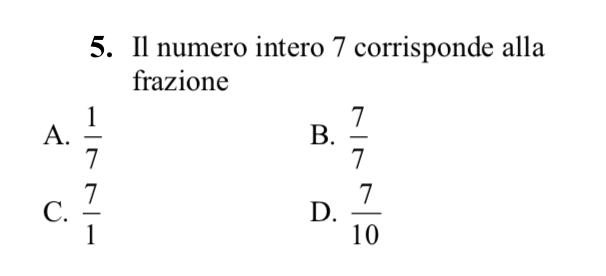 5. Il numero intero 7 corrisponde alla
frazione
A. 1/7 B. 7/7
C. 7/1 D. 7/10